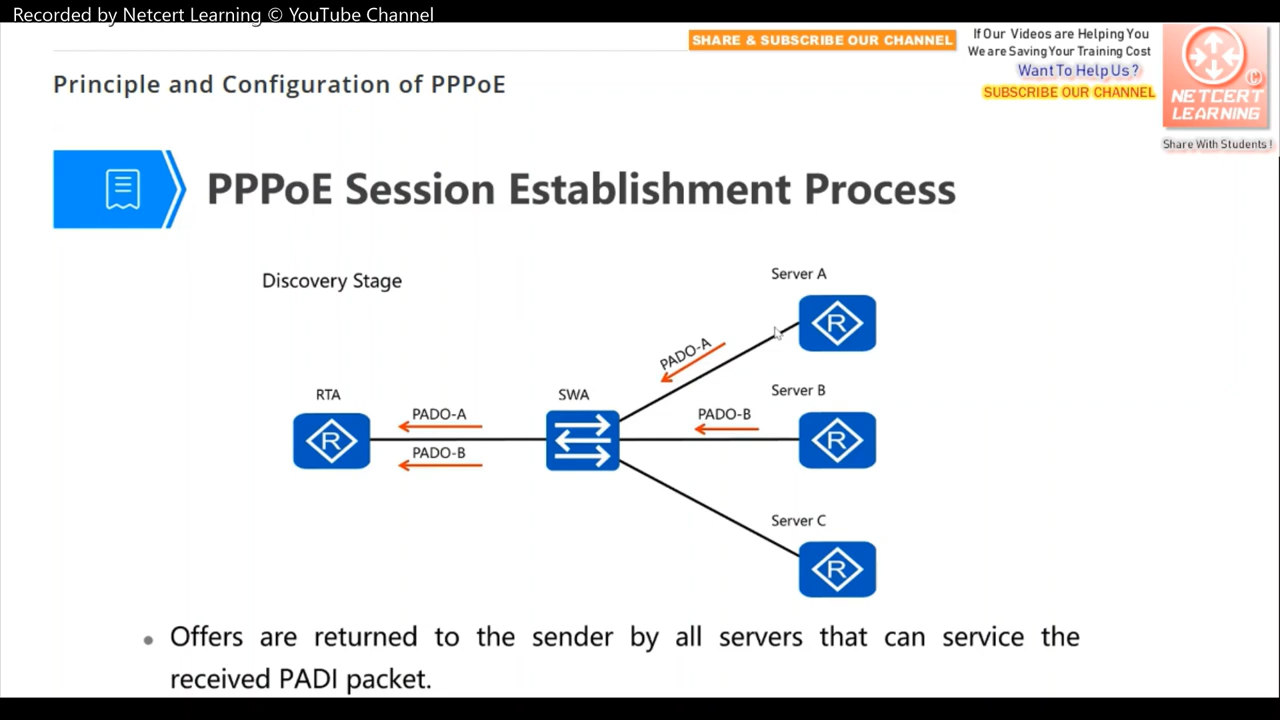 Recorded by Netcert Learning © YouTube Channel
SHARE & SUBSCRIBE OUR CHANNEL
If Our Videos are Helping You
We are Saving Your Training Cost
Want To Help Us ?
SUBSCRIBE OUR CHANNEL
©
NETCERT
LEARNING
Share With Students !
Principle and Configuration of PPPoE
PPPoE Session Establishment Process
Discovery Stage
Server A
R
PADO-A
Server B
RTA
SWA
PADO-A
PADO-B
R
R
PADO-B
Server C
R
Offers are returned to the sender by all servers that can service the
received PADI packet.